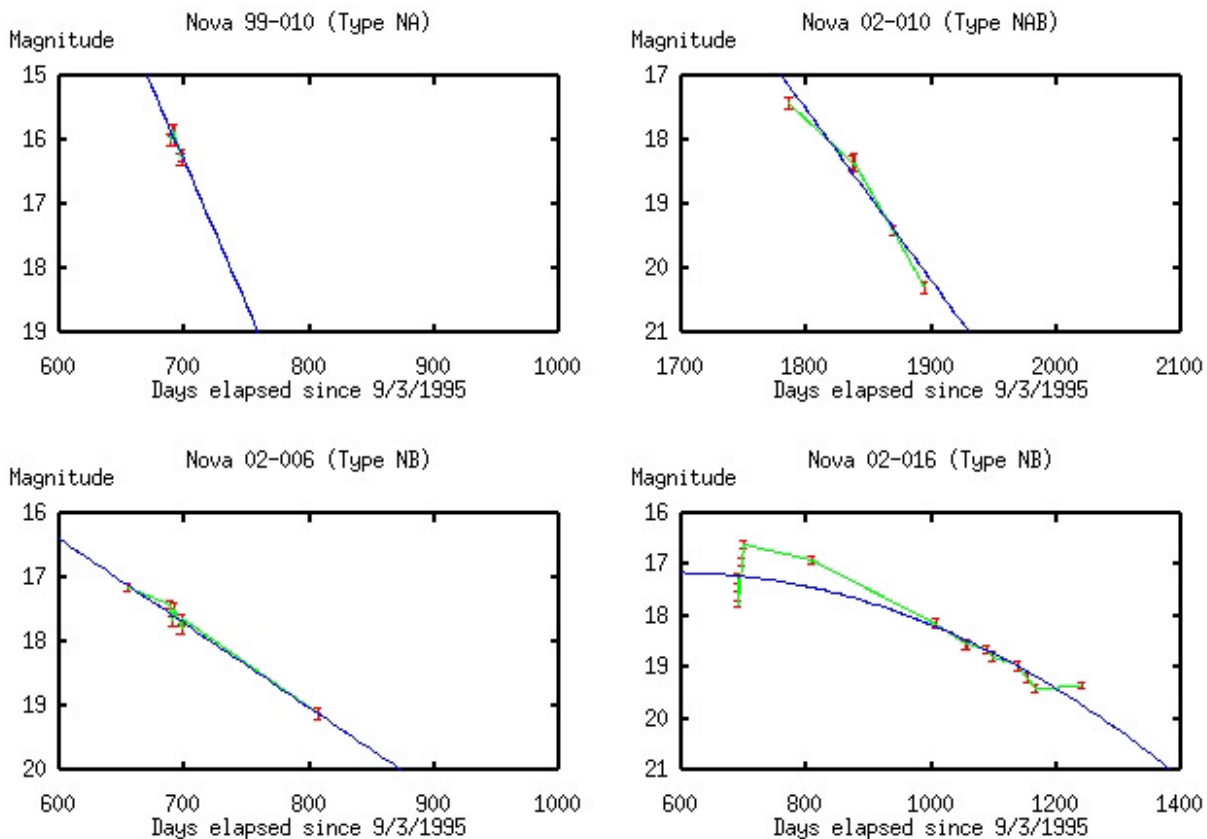 Nova 99-010 (Type NA)
Magnitude
15
16
17
18
19
600 700 800 900 1000
Days elapsed since 9/3/1995
Nova 02-010 (Type NAB)
Magnitude
17
18
19
20
21
1700 1800 1900 2000 2100
Days elapsed since 9/3/1995
Nova 02-006 (Type NB)
Magnitude
16
17
18
19
20
600 700 800 900 1000
Days elapsed since 9/3/1995
Nova 02-016 (Type NB)
Magnitude
16
17
18
19
20
21
600 800 1000 1200 1400
Days elapsed since 9/3/1995